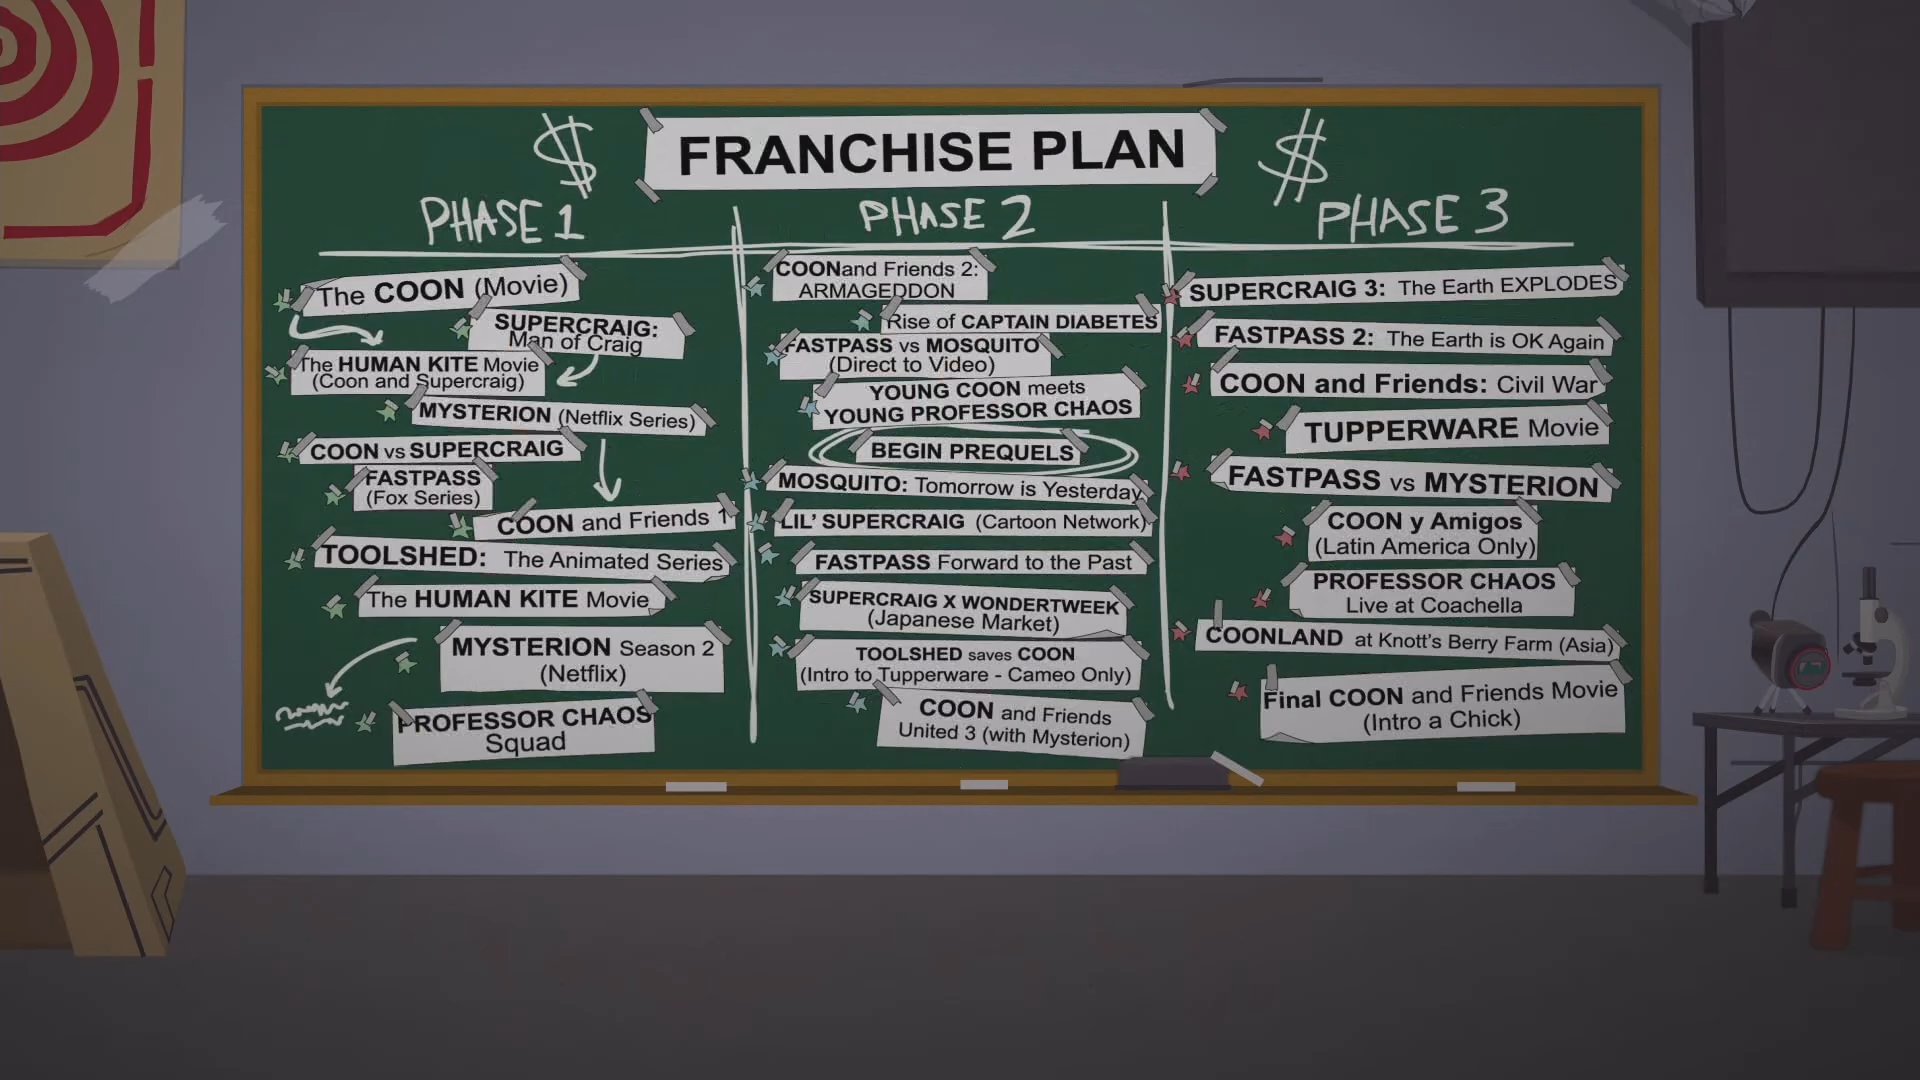 $ FRANCHISE PLAN $
PHASE 1
The COON (Movie)
SUPERCRAIG:
Man of Craig
The HUMAN KITE Movie
(Coon and Supercraig)
MYSTERION (Netflix Series)
COON vs SUPERCRAIG
FASTPASS
(Fox Series)
COON and Friends 1
TOOLSHED: The Animated Series
The HUMAN KITE Movie
MYSTERION Season 2
(Netflix)
PROFESSOR CHAOS
Squad
PHASE 2
COONand Friends 2:
ARMAGEDDON
Rise of CAPTAIN DIABETES
FASTPASS vs MOSQUITO
(Direct to Video)
YOUNG COON meets
YOUNG PROFESSOR CHAOS
BEGIN PREQUELS
MOSQUITO: Tomorrow is Yesterday
LIL' SUPERCRAIG (Cartoon Network)
FASTPASS Forward to the Past
SUPERCRAIG X WONDERTWEEK
(Japanese Market)
TOOLSHED saves COON
(Intro to Tupperware - Cameo Only)
COON and Friends
United 3 (with Mysterion)
PHASE 3
SUPERCRAIG 3: The Earth EXPLODES
FASTPASS 2: The Earth is OK Again
COON and Friends: Civil War
TUPPERWARE Movie
FASTPASS vs MYSTERION
COON y Amigos
(Latin America Only)
PROFESSOR CHAOS
Live at Coachella
COONLAND at Knott's Berry Farm (Asia)
Final COON and Friends Movie
(Intro a Chick)